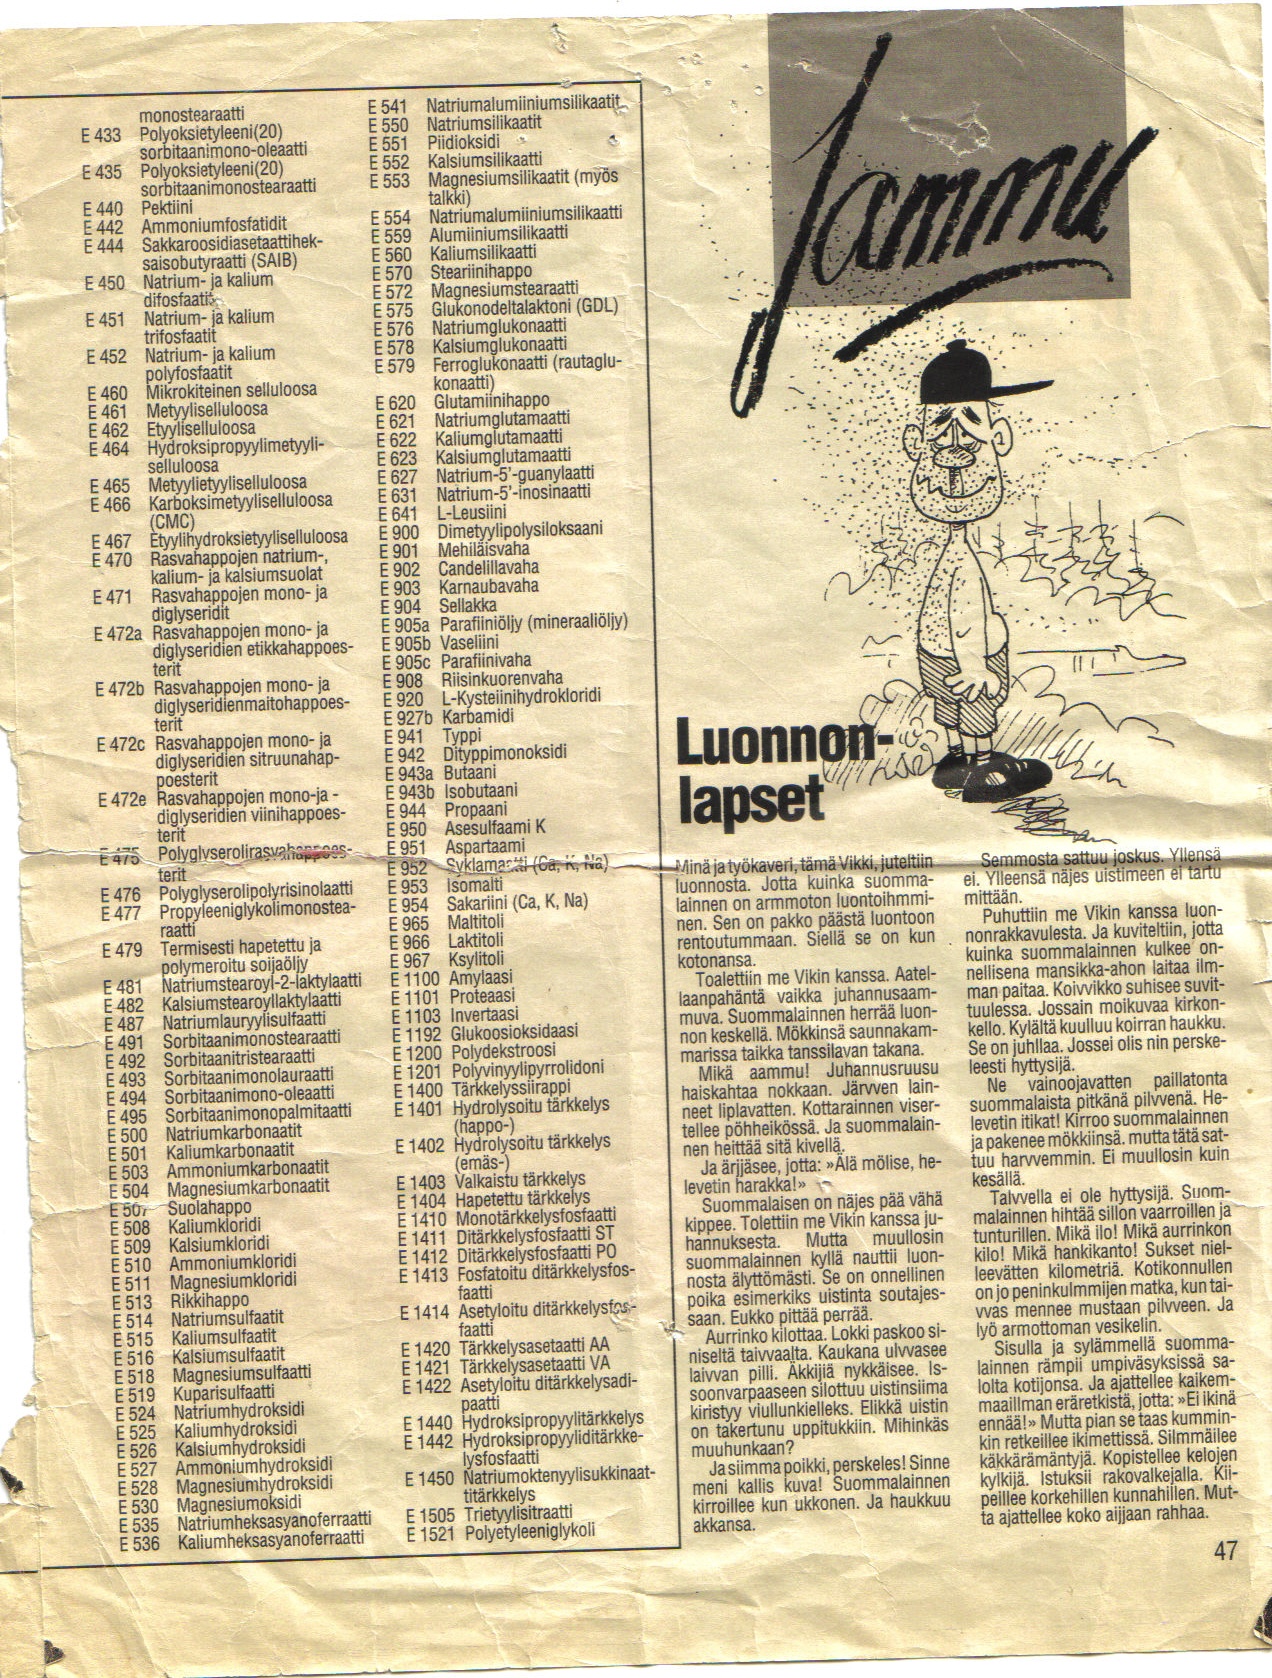 monostearaatti
E 433 Polyoksietyleeni(20)
sorbitaanimono-oleaatti
E 435 Polyoksietyleeni(20)
sorbitaanimonostearaatti
E 440 Pektiini
E 442 Ammoniumfosfatidit
E 444 Sakkaroosidiasetaattihek-
saisobutyraatti (SAIB)
E 450 Natrium- ja kalium
difosfaatit
E 451 Natrium- ja kalium
trifosfaatit
E 452 Natrium- ja kalium
polyfosfaatit
E 460 Mikrokiteinen selluloosa
E 461 Metyyliselluloosa
E 462 Etyyliselluloosa
E 464 Hydroksipropyylimetyyli-
selluloosa
E 465 Metyylietyyliselluloosa
E 466 Karboksimetyyliselluloosa
(CMC)
E 467 Etyylihydroksietyyliselluloosa
E 470 Rasvahappojen natrium-,
kalium- ja kalsiumsuolat
E 471 Rasvahappojen mono- ja
diglyseridit
E 472a Rasvahappojen mono- ja
diglyseridien etikkahappoes-
terit
E 472b Rasvahappojen mono- ja
diglyseridienmaitohappoes-
terit
E 472c Rasvahappojen mono- ja
diglyseridien sitruunahap-
poesterit
E 472e Rasvahappojen mono-ja -
diglyseridien viinihappoes-
terit
E 475 Polyglyserolirasvahappoes-
terit
E 476 Polyglyserolipolyrisinolaatti
E 477 Propyleeniglykolimonostea-
raatti
E 479 Termisesti hapetettu ja
polymeroitu soijaöljy
E 481 Natriumstearoyl-2-laktylaatti
E 482 Kalsiumstearoyllaktylaatti
E 487 Natriumlauryylisulfaatti
E 491 Sorbitaanimonostearaatti
E 492 Sorbitaanitristearaatti
E 493 Sorbitaanimonolauraatti
E 494 Sorbitaanimono-oleaatti
E 495 Sorbitaanimonopalmitaatti
E 500 Natriumkarbonaatit
E 501 Kaliumkarbonaatit
E 503 Ammoniumkarbonaatit
E 504 Magnesiumkarbonaatit
E 507 Suolahappo
E 508 Kaliumkloridi
E 509 Kalsiumkloridi
E 510 Ammoniumkloridi
E 511 Magnesiumkloridi
E 513 Rikkihappo
E 514 Natriumsulfaatit
E 515 Kaliumsulfaatit
E 516 Kalsiumsulfaatit
E 518 Magnesiumsulfaatti
E 519 Kuparisulfaatti
E 524 Natriumhydroksidi
E 525 Kaliumhydroksidi
E 526 Kalsiumhydroksidi
E 527 Ammoniumhydroksidi
E 528 Magnesiumhydroksidi
E 530 Magnesiumoksidi
E 535 Natriumheksasyanoferraatti
E 536 Kaliumheksasyanoferraatti
E 541 Natriumalumiiniumsilikaatit
E 550 Natriumsilikaatit
E 551 Piidioksidi
E 552 Kalsiumsilikaatti
E 553 Magnesiumsilikaatit (myös
talkki)
E 554 Natriumalumiiniumsilikaatti
E 559 Alumiiniumsilikaatti
E 560 Kaliumsilikaatti
E 570 Steariinihappo
E 572 Magnesiumstearaatti
E 575 Glukonodeltalaktoni (GDL)
E 576 Natriumglukonaatti
E 578 Kalsiumglukonaatti
E 579 Ferroglukonaatti (rautaglu-
konaatti)
E 620 Glutamiinihappo
E 621 Natriumglutamaatti
E 622 Kaliumglutamaatti
E 623 Kalsiumglutamaatti
E 627 Natrium-5'-guanylaatti
E 631 Natrium-5'-inosinaatti
E 641 L-Leusiini
E 900 Dimetyylipolysiloksaani
E 901 Mehiläisvaha
E 902 Candelillavaha
E 903 Karnaubavaha
E 904 Sellakka
E 905a Parafiiniöljy (mineraaliöljy)
E 905b Vaseliini
E 905c Parafiinivaha
E 908 Riisinkuorenvaha
E 920 L-Kysteiinihydrokloridi
E 927b Karbamidi
E 941 Typpi
E 942 Dityppimonoksidi
E 943a Butaani
E 943b Isobutaani
E 944 Propaani
E 950 Asesulfaami K
E 951 Aspartaami
E 952 Syklamaatti (Ca, K, Na)
E 953 Isomalti
E 954 Sakariini (Ca, K, Na)
E 965 Maltitoli
E 966 Laktitoli
E 967 Ksylitoli
E 1100 Amylaasi
E 1101 Proteaasi
E 1103 Invertaasi
E 1192 Glukoosioksidaasi
E 1200 Polydekstroosi
E 1201 Polyvinyylipyrrolidoni
E 1400 Tärkkelyssiirappi
E 1401 Hydrolysoitu tärkkelys
(happo-)
E 1402 Hydrolysoitu tärkkelys
(emäs-)
E 1403 Valkaistu tärkkelys
E 1404 Hapetettu tärkkelys
E 1410 Monotärkkelysfosfaatti
E 1411 Ditärkkelysfosfaatti ST
E 1412 Ditärkkelysfosfaatti PO
E 1413 Fosfatoitu ditärkkelysfos-
faatti
E 1414 Asetyloitu ditärkkelysfos-
faatti
E 1420 Tärkkelysasetaatti AA
E 1421 Tärkkelysasetaatti VA
E 1422 Asetyloitu ditärkkelysadi-
paatti
E 1440 Hydroksipropyylitärkkelys
E 1442 Hydroksipropyyliditärkke-
lysfosfaatti
E 1450 Natriumoktenyylisukkinaat-
titärkkelys
E 1505 Trietyylisitraatti
E 1521 Polyetyleeniglykoli
Jammu
Luonnon-
lapset
Minä ja työkaveri, tämä Vikki, juteltiin
luonnosta. Jotta kuinka suomma-
lainnen on armmoton luontoihmmi-
nen. Sen on pakko päästä luontoon
rentoutummaan. Siellä se on kun
kotonansa.
Toalettiin me Vikin kanssa. Aatel-
laanpahäntä vaikka juhannusaam-
muva. Suommalainen herrää luon-
non keskellä. Mökkinsä saunnakam-
marissa taikka tanssilavan takana.
Mikä aammu! Juhannusruusu
haiskahtaa nokkaan. Järvven lain-
neet liplavatten. Kottarainnen viser-
tellee pöhheikössä. Ja suommalain-
nen heittää sitä kivellä.
Ja ärjjäsee, jotta: »Älä mölise, he-
levetin harakka!»
Suommalaisen on näjes pää vähä
kippee. Tolettiin me Vikin kanssa ju-
hannuksesta. Mutta muullosin
suommalainnen kyllä nauttii luon-
nosta älyttömästi. Se on onnellinen
poika esimerkiks uistinta soutajes-
saan. Eukko pittää perrää.
Aurrinko kilottaa. Lokki paskoo si-
niseltä taivvaalta. Kaukana ulvvasee
laivvan pilli. Äkkijiä nykkäisee. Is-
soonvarpaaseen silottuu uistinsiima
kiristyy viullunkielleks. Elikkä uistin
on takertunu uppitukkiin. Mihinkäs
muuhunkaan?
Ja siimma poikki, perskeles! Sinne
meni kallis kuva! Suommalainnen
kirroillee kun ukkonen. Ja haukkuu
akkansa.
Semmosta sattuu joskus. Yllensä
ei. Ylleensä näjes uistimeen ei tartu
mittään.
Puhuttiin me Vikin kanssa luon-
nonrakkavulesta. Ja kuviteltiin, jotta
kuinka suommalainnen kulkee on-
nellisena mansikka-ahon laitaa ilm-
man paitaa. Koivvikko suhisee suvit-
tuulessa. Jossain moikuvaa kirkon-
kello. Kylältä kuulluu koirran haukku.
Se on juhllaa. Jossei olis nin perske-
leesti hyttysijä.
Ne vainoojavatten paillatonta
suommalaista pitkänä pilvvenä. He-
levetin itikat! Kirroo suommalainnen
ja pakenee mökkiinsä. mutta tätä sat-
tuu harvvemmin. Ei muullosin kuin
kesällä.
Talvvella ei ole hyttysijä. Suom-
malainnen hihtää sillon vaarroillen ja
tunturillen. Mikä ilo! Mikä aurrinkon
kilo! Mikä hankikanto! Sukset niel-
leevätten kilometriä. Kotikonnullen
on jo peninkulmmijen matka, kun tai-
vvas mennee mustaan pilvveen. Ja
lyö armottoman vesikelin.
Sisulla ja sylämmellä suomma-
lainnen rämpii umpiväsyksissä sa-
lolta kotijonsa. Ja ajattellee kaikem-
maaillman eräretkistä, jotta: »Ei ikinä
ennää!» Mutta pian se taas kummin-
kin retkeillee ikimettissä. Silmmäilee
käkkärämäntyjä. Kopistellee kelojen
kylkijä. Istuksii rakovalkejalla. Kii-
peillee korkehillen kunnahillen. Mut-
ta ajattellee koko aijjaan rahhaa.
47